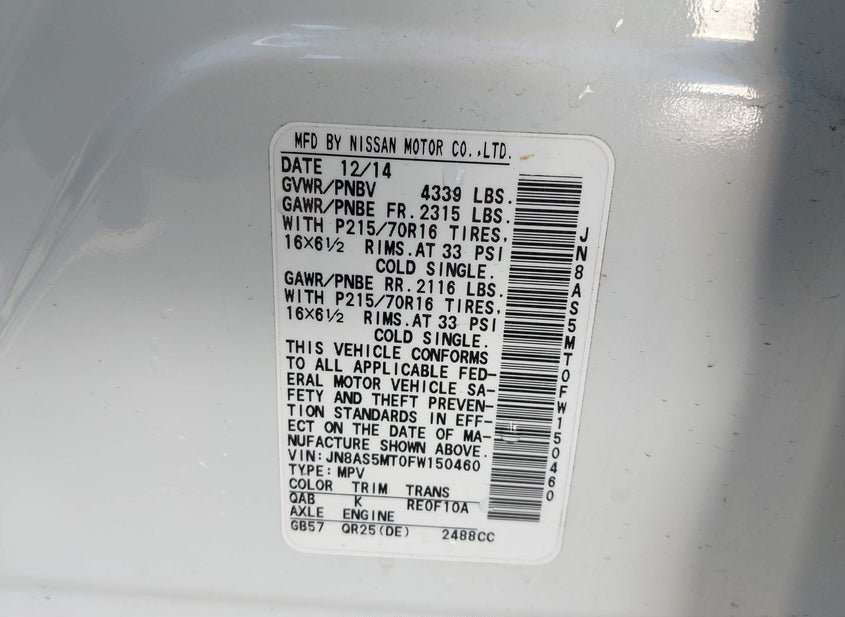 MFD BY NISSAN MOTOR CO.,LTD.
DATE 12/14
GVWR/PNBV 4339 LBS.
GAWR/PNBE FR.2315 LBS.
WITH P215/70R16 TIRES,
16×6½ RIMS.AT 33 PSI
COLD SINGLE.
GAWR/PNBE RR.2116 LBS.
WITH P215/70R16 TIRES,
16×6½ RIMS.AT 33 PSI
COLD SINGLE.
THIS VEHICLE CONFORMS
TO ALL APPLICABLE FED-
ERAL MOTOR VEHICLE SA-
FETY AND THEFT PREVEN-
TION STANDARDS IN EFF-
ECT ON THE DATE OF MA-
NUFACTURE SHOWN ABOVE.
VIN:JN8AS5MT0FW150460
TYPE:MPV
COLOR TRIM TRANS
QAB K RE0F10A
AXLE ENGINE
GB57 QR25(DE) 2488CC
JN8AS5MT0FW150460